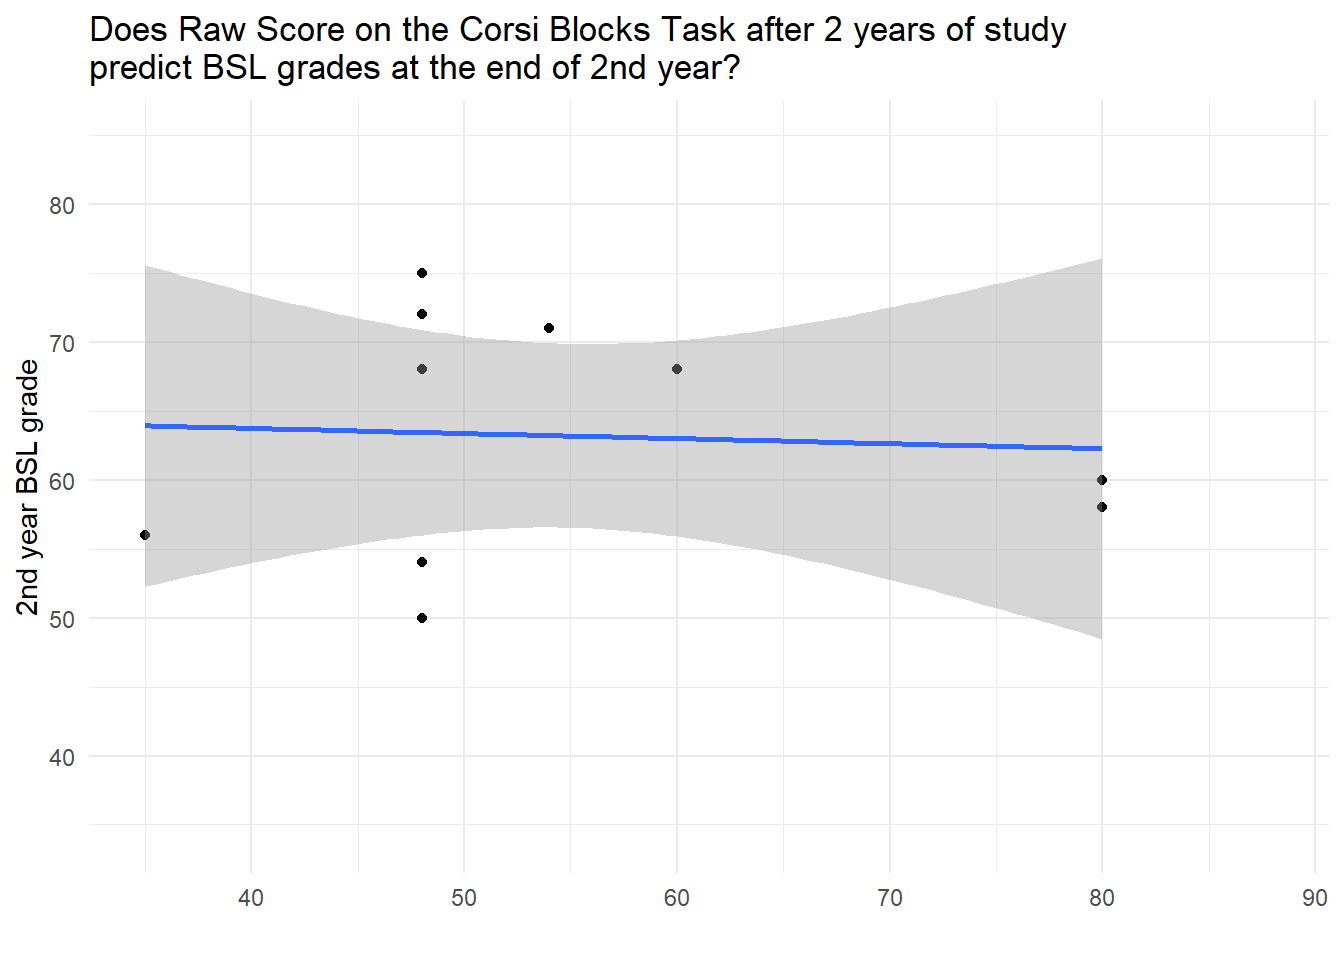 Does Raw Score on the Corsi Blocks Task after 2 years of study
predict BSL grades at the end of 2nd year?
2nd year BSL grade
80
70
60
50
40
40 50 60 70 80 90